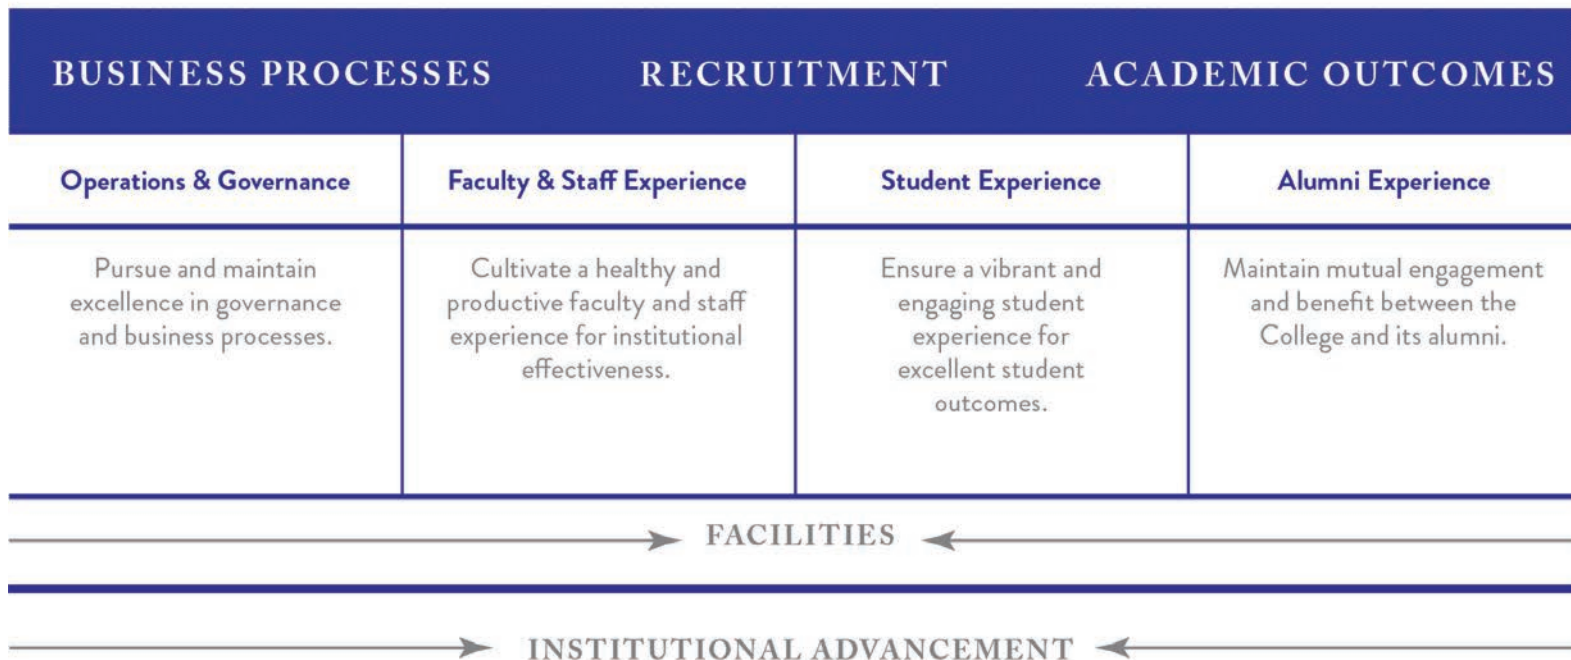 BUSINESS PROCESSES RECRUITMENT ACADEMIC OUTCOMES
Operations & Governance
Pursue and maintain
excellence in governance
and business processes.
Faculty & Staff Experience
Cultivate a healthy and
productive faculty and staff
experience for institutional
effectiveness.
Student Experience
Ensure a vibrant and
engaging student
experience for
excellent student
outcomes.
Alumni Experience
Maintain mutual engagement
and benefit between the
College and its alumni.
FACILITIES
INSTITUTIONAL ADVANCEMENT